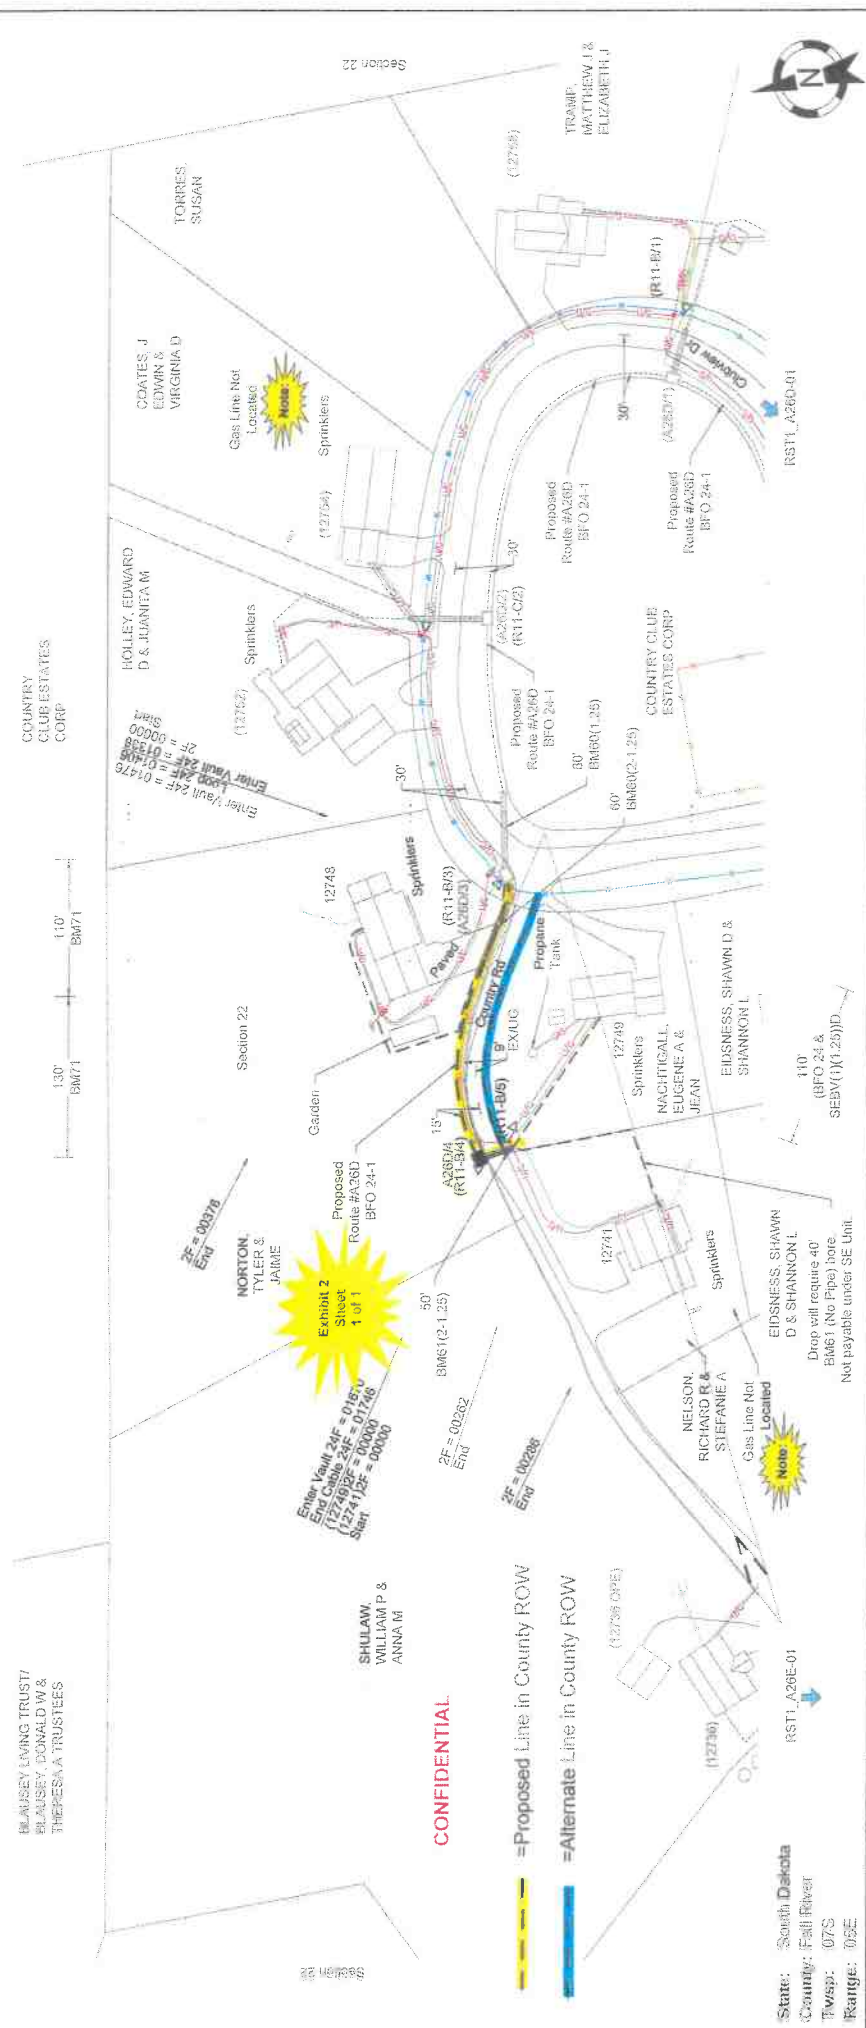 BLAUSEY LIVING TRUST/
BLAUSEY, DONALD W &
THERESA A TRUSTEES
COUNTRY
CLUB ESTATES
CORP
130'
BM71
110'
BM71
Section 22
Section 22
TORRES,
SUSAN
COATES, J
EDWIN &
VIRGINIA D
HOLLEY, EDWARD
D & JUANITA M
TRAMP,
MATTHEW J &
ELIZABETH J
N
Gas Line Not
Located
Note:
Sprinklers
(12758)
(12754)
Sprinklers
(12752)
Enter Vault 24F = 01476
Loop 24F = 01406
Enter Vault 24F = 01338
2F = 00000
Start
30'
30'
30'
12748
Sprinklers
Paved
(R11-B/3)
(A26D/3)
Garden
Proposed
Route #A26D
BFO 24-1
15'
A26D/4
(R11-B/4)
Country Rd
9'
EX/UG
(R11-B/5)
Propane
Tank
12749
Sprinklers
NACHTIGALL,
EUGENE A &
JEAN
EIDSNESS, SHAWN D &
SHANNON L
110'
(BFO 24 &
SEBV(1)(1.25))D
2F = 00378
End
NORTON,
TYLER &
JAIME
Exhibit 2
Sheet
1 of 1
50'
BM61(2-1.25)
Enter Vault 24F =
End Cable 24F = 01746
(12749)2F = 00000
(12741)2F = 00000
Start
2F = 00262
End
2F = 00286
End
12741
Sprinklers
EIDSNESS, SHAWN
D & SHANNON L
Drop will require 40'
BM61 (No Pipe) bore.
Not payable under SE Unit.
NELSON,
RICHARD R &
STEFANIE A
Gas Line Not
Located
Note:
SHULAW,
WILLIAM P &
ANNA M
CONFIDENTIAL
=Proposed Line in County ROW
=Alternate Line in County ROW
(12736 OPE)
(12736)
RST1_A26E-01
State: South Dakota
County: Fall River
Twsp: 07S
Range: 05E
Proposed
Route #A26D
BFO 24-1
(A26D/2)
(R11-C/2)
60'
BM60(1.25)
60'
BM60(2-1.25)
COUNTRY CLUB
ESTATES CORP
Proposed
Route #A26D
BFO 24-1
Proposed
Route #A26D
BFO 24-1
(A26D/1)
(R11-B/1)
Clubview Dr
RST1_A26D-01